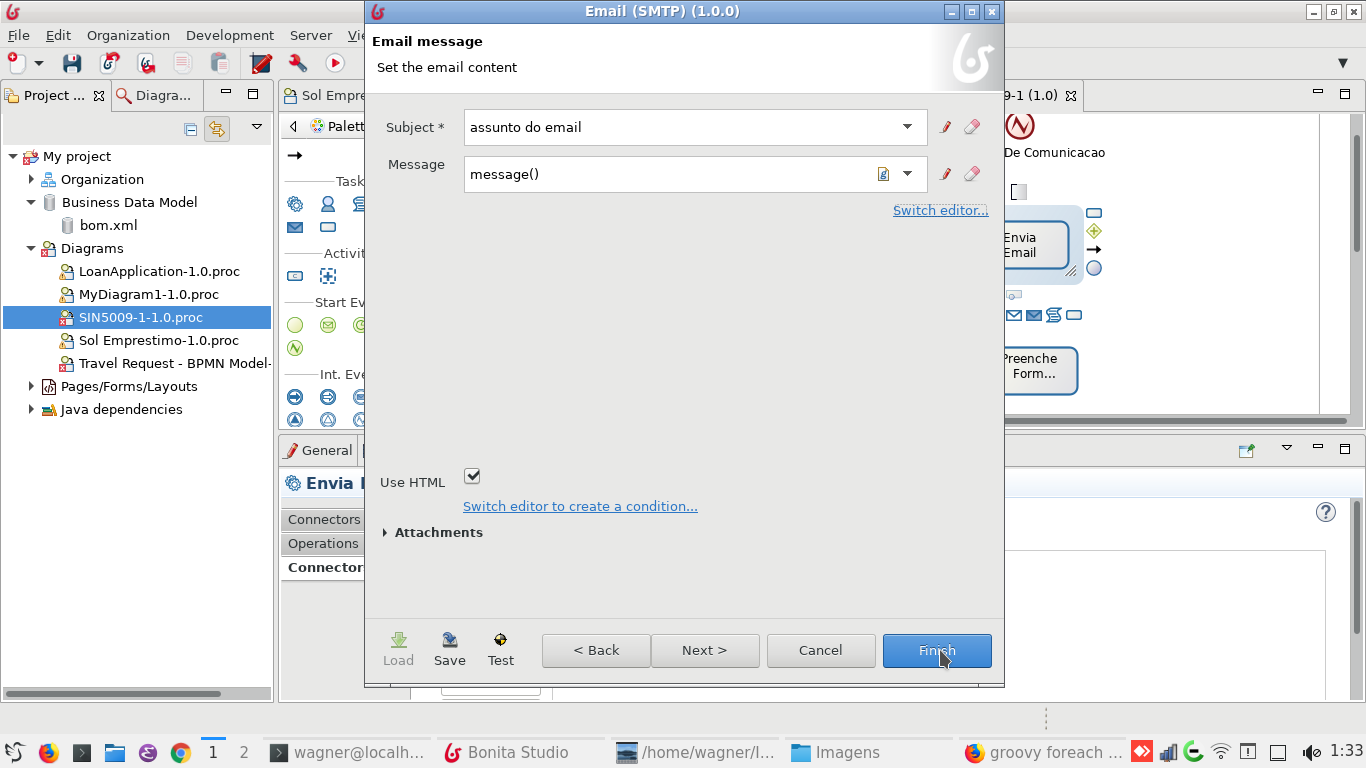 Email (SMTP) (1.0.0)
File Edit Organization Development Server
Email message
Set the email content
Project ...
Diagra...
Sol Empre
9-1 (1.0)
Palett
My project
Organization
Business Data Model
bom.xml
Diagrams
LoanApplication-1.0.proc
MyDiagram1-1.0.proc
SIN5009-1-1.0.proc
Sol Emprestimo-1.0.proc
Travel Request - BPMN Model-
Pages/Forms/Layouts
Java dependencies
Task
Activit
Start Ev
Int. Eve
Subject *
assunto do email
Message
message()
Switch editor...
Use HTML
Switch editor to create a condition...
Attachments
Load
Save
Test
< Back
Next >
Cancel
Finish
De Comunicacao
Envia
Email
Preenche
Form...
General
Envia
Connectors
Operations
Connector
1
2
wagner@localh...
Bonita Studio
/home/wagner/I...
Imagens
groovy foreach ...
1:33